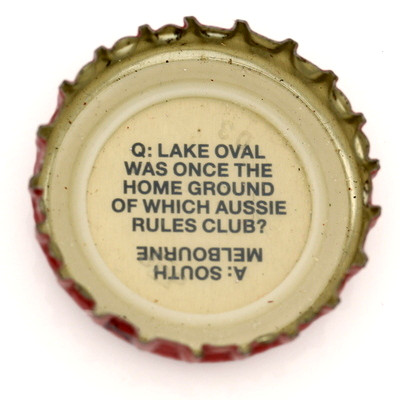 Q: LAKE OVAL
WAS ONCE THE
HOME GROUND
OF WHICH AUSSIE
RULES CLUB?
A: SOUTH
MELBOURNE